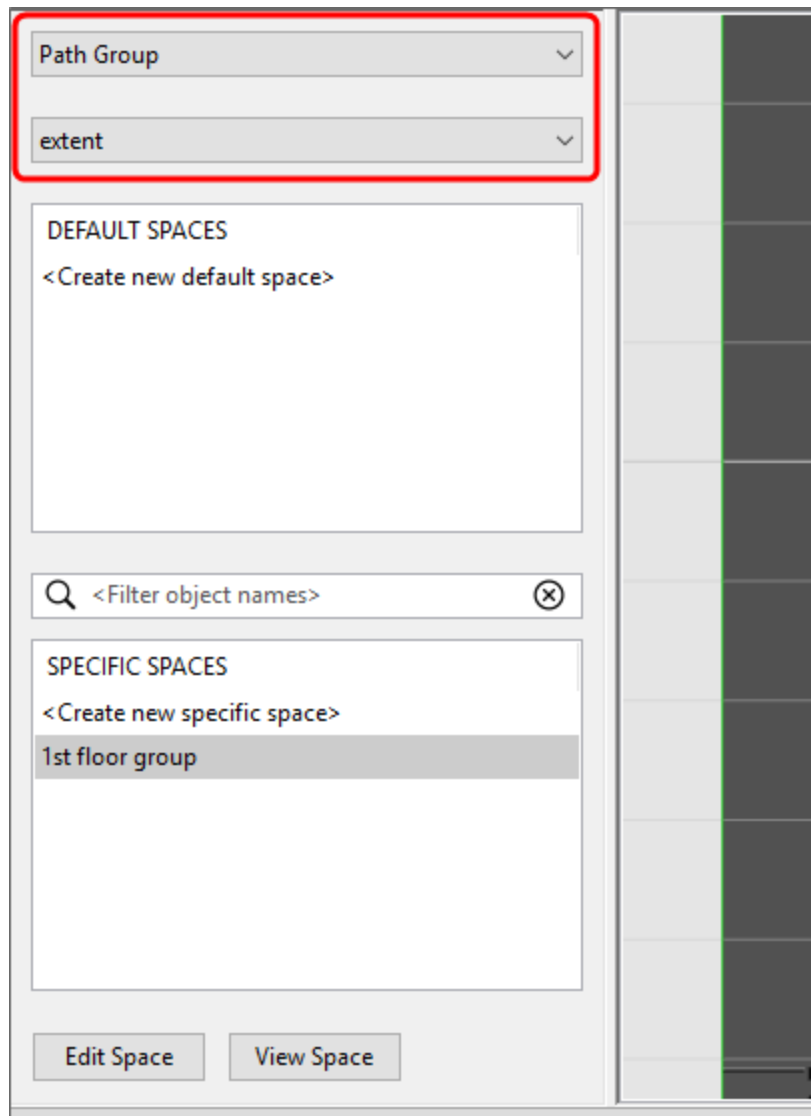 Path Group
extent
DEFAULT SPACES
<Create new default space>
<Filter object names>
SPECIFIC SPACES
<Create new specific space>
1st floor group
Edit Space
View Space